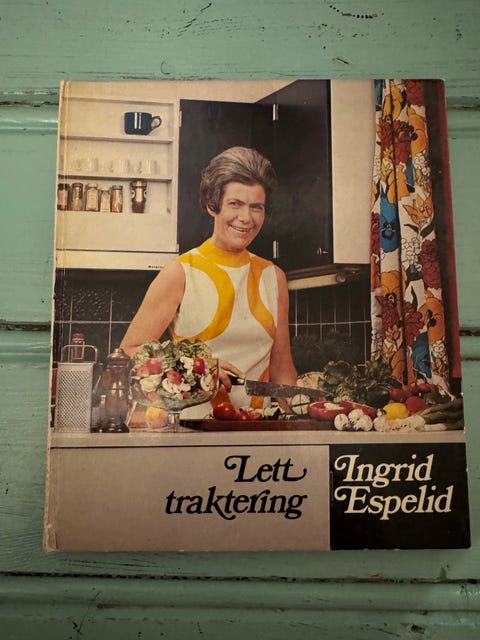 Lett
traktering
Ingrid
Espelid